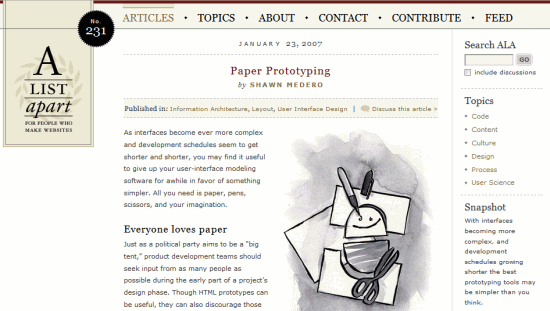 ARTICLES • TOPICS • ABOUT • CONTACT • CONTRIBUTE • FEED
No.
231
A
LIST
apart
FOR PEOPLE WHO
MAKE WEBSITES
JANUARY 23, 2007
Paper Prototyping
by SHAWN MEDERO
Published in: Information Architecture, Layout, User Interface Design | Discuss this article »
As interfaces become ever more complex
and development schedules seem to get
shorter and shorter, you may find it useful
to give up your user-interface modeling
software for awhile in favor of something
simpler. All you need is paper, pens,
scissors, and your imagination.
Everyone loves paper
Just as a political party aims to be a "big
tent," product development teams should
seek input from as many people as
possible during the early part of a project's
design phase. Though HTML prototypes can
be useful, they can also discourage those
Search ALA
GO
include discussions
Topics
• Code
• Content
• Culture
• Design
• Process
• User Science
Snapshot
With interfaces
becoming more
complex, and
development
schedules growing
shorter the best
prototyping tools may
be simpler than you
think.